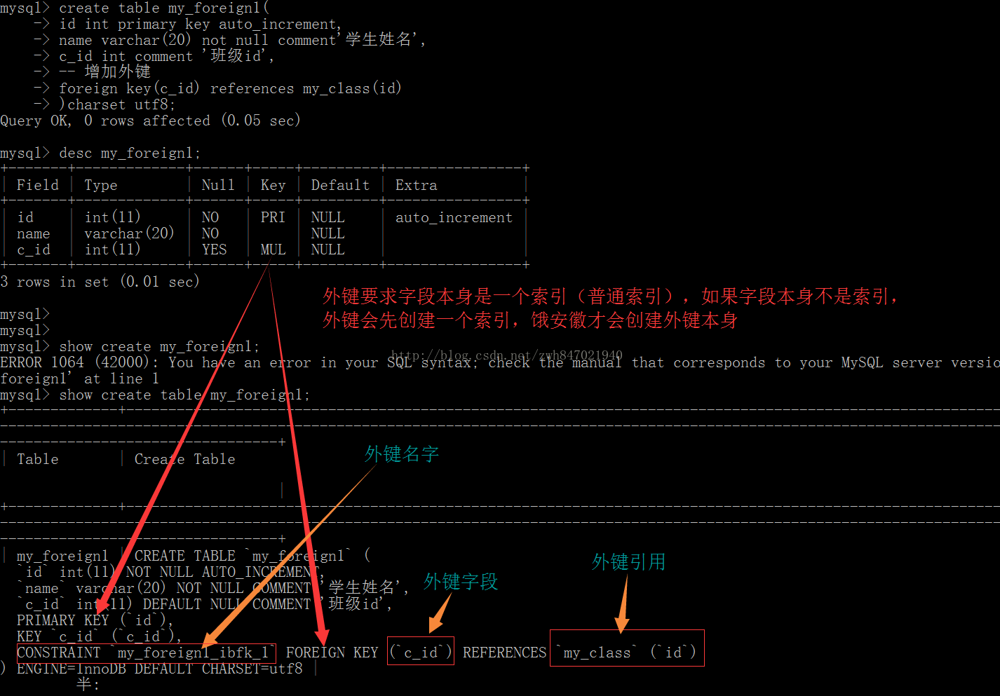 mysql> create table my_foreign1(
-> id int primary key auto_increment,
-> name varchar(20) not null comment'学生姓名',
-> c_id int comment '班级id',
-> -- 增加外键
-> foreign key(c_id) references my_class(id)
-> )charset utf8;
Query OK, 0 rows affected (0.05 sec)
mysql> desc my_foreign1;
+-------+-------------+------+-----+---------+----------------+
| Field | Type | Null | Key | Default | Extra |
+-------+-------------+------+-----+---------+----------------+
| id | int(11) | NO | PRI | NULL | auto_increment |
| name | varchar(20) | NO | | NULL | |
| c_id | int(11) | YES | MUL | NULL | |
+-------+-------------+------+-----+---------+----------------+
3 rows in set (0.01 sec)
外键要求字段本身是一个索引（普通索引），如果字段本身不是索引，
外键会先创建一个索引，饿安徽才会创建外键本身
mysql>
mysql>
mysql> show create my_foreign1;
http://blog.csdn.net/zyh847021940
ERROR 1064 (42000): You have an error in your SQL syntax; check the manual that corresponds to your MySQL server versio
foreign1' at line 1
mysql> show create table my_foreign1;
外键名字
| Table | Create Table
|
| my_foreign1 | CREATE TABLE `my_foreign1` (
`id` int(11) NOT NULL AUTO_INCREMENT,
`name` varchar(20) NOT NULL COMMENT '学生姓名',
`c_id` int(11) DEFAULT NULL COMMENT '班级id',
外键字段
外键引用
PRIMARY KEY (`id`),
KEY `c_id` (`c_id`),
CONSTRAINT `my_foreign1_ibfk_1` FOREIGN KEY (`c_id`) REFERENCES `my_class` (`id`)
) ENGINE=InnoDB DEFAULT CHARSET=utf8 |
半: